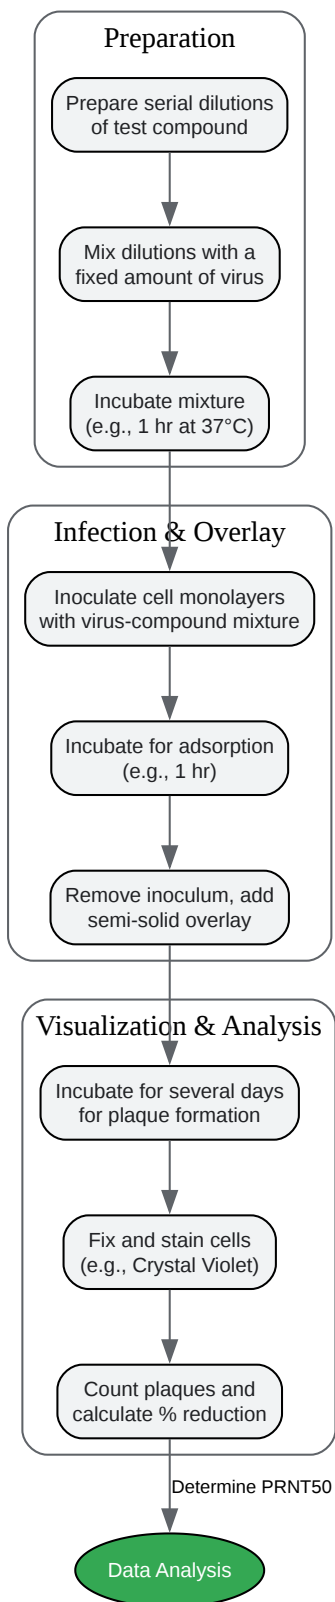 Preparation
Prepare serial dilutions
of test compound
Mix dilutions with a
fixed amount of virus
Incubate mixture
(e.g., 1 hr at 37°C)
Infection & Overlay
Inoculate cell monolayers
with virus-compound mixture
Incubate for adsorption
(e.g., 1 hr)
Remove inoculum, add
semi-solid overlay
Visualization & Analysis
Incubate for several days
for plaque formation
Fix and stain cells
(e.g., Crystal Violet)
Count plaques and
calculate % reduction
Determine PRNT50
Data Analysis